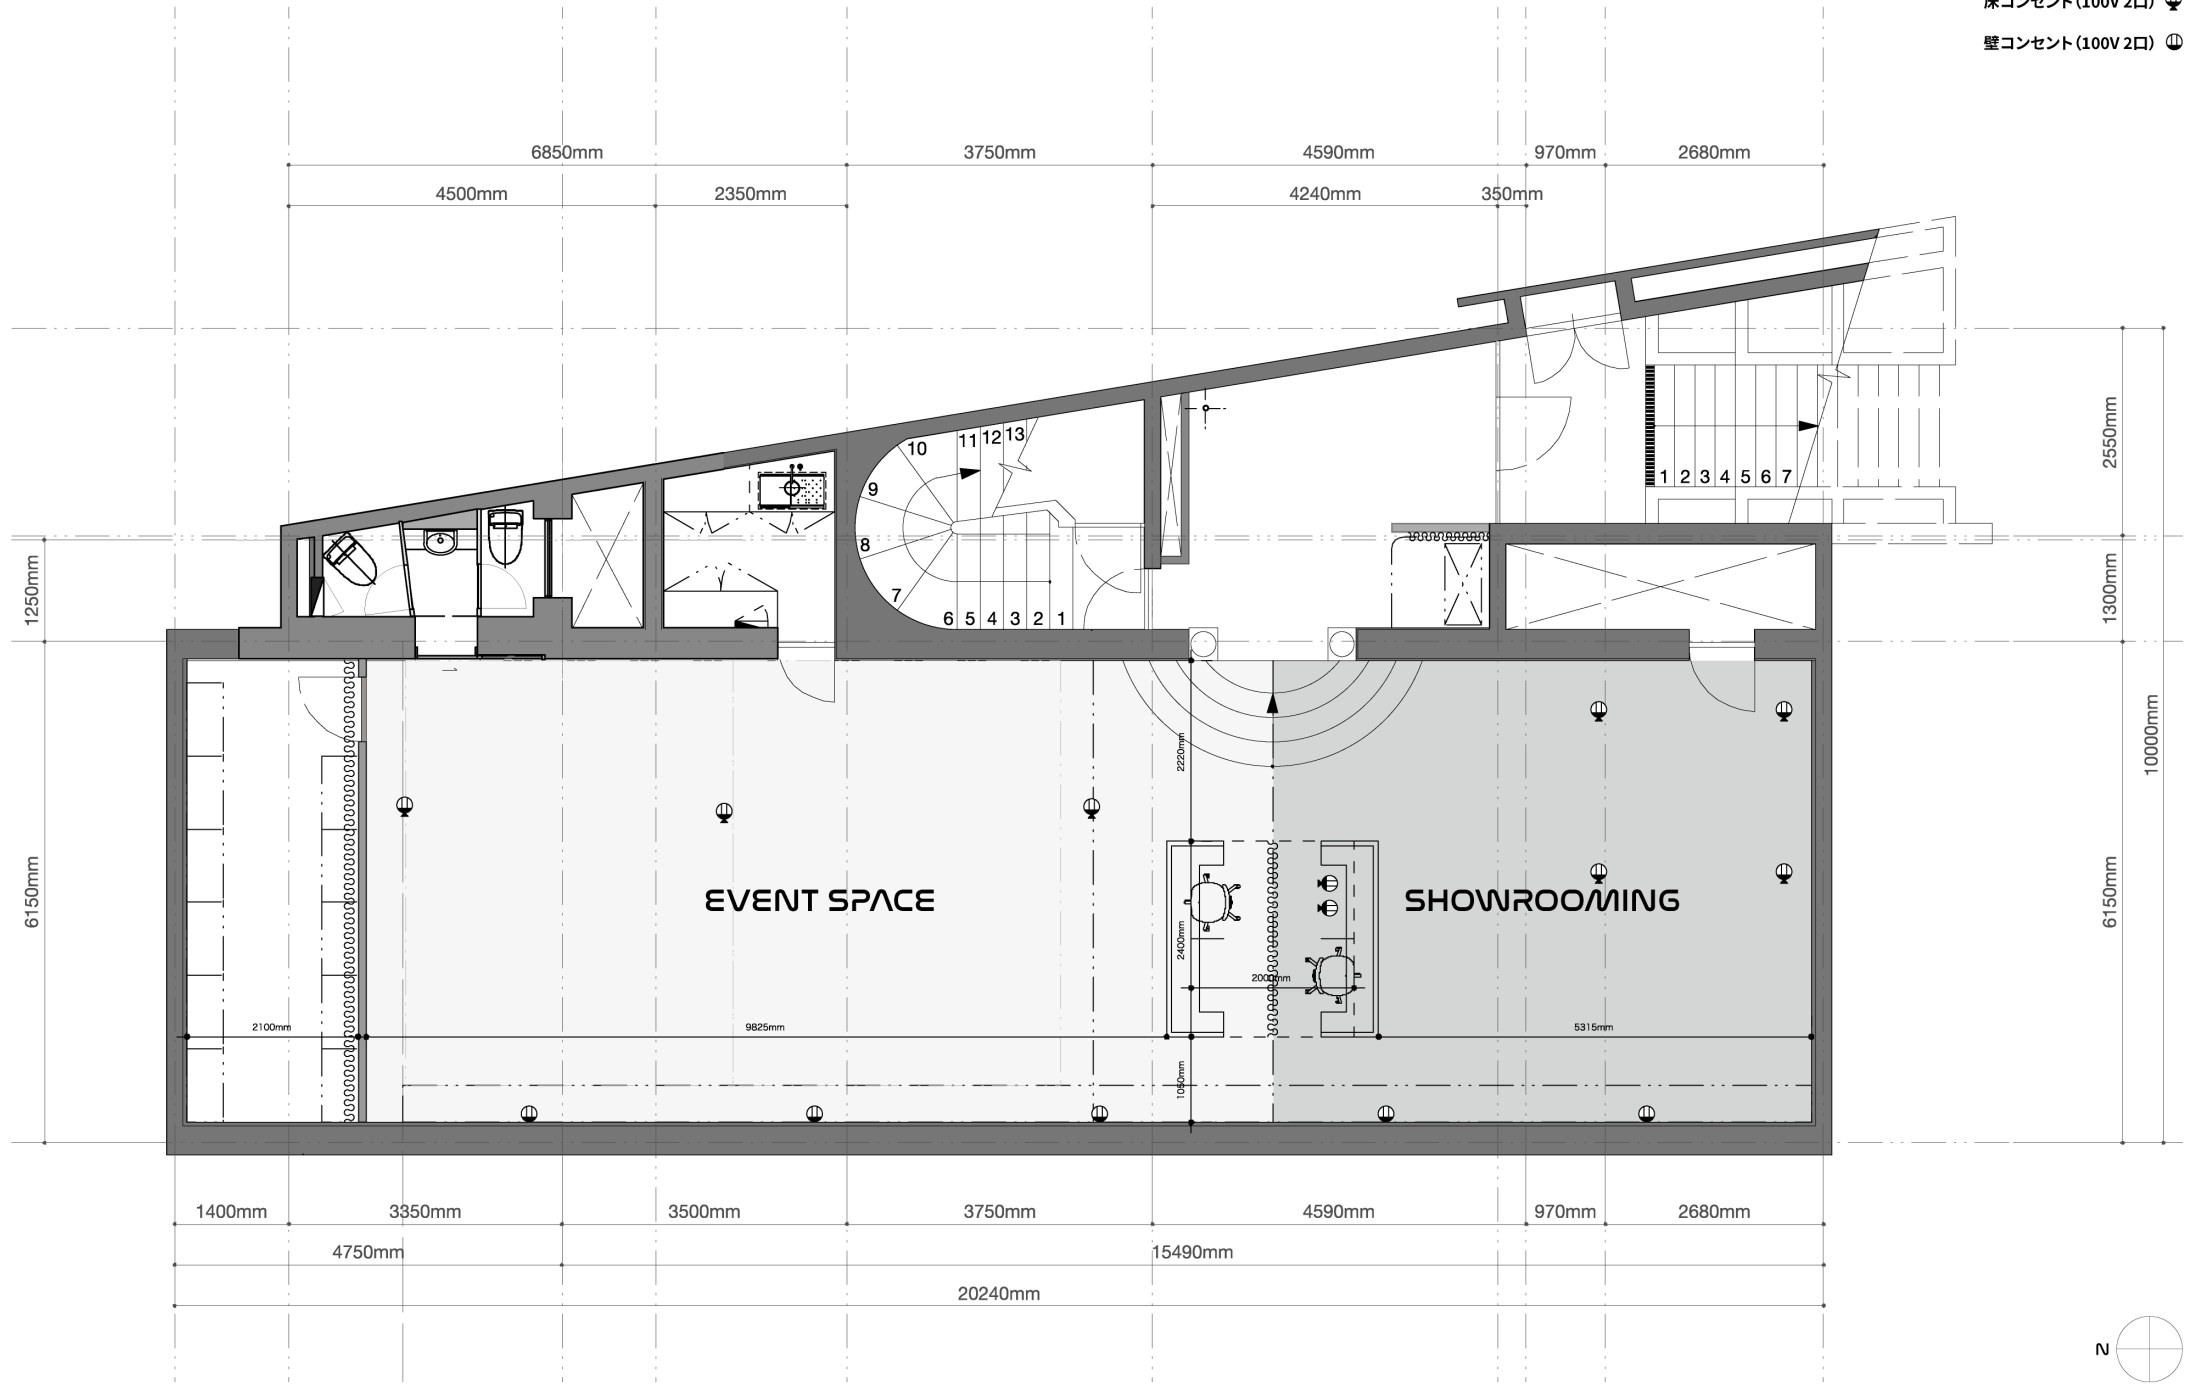 床コンセント（100V 2口）
壁コンセント（100V 2口）
6850mm
3750mm
4590mm
970mm
2680mm
4500mm
2350mm
4240mm
350mm
10
11
12
13
9
8
7
6
5
4
3
2
1
1
2
3
4
5
6
7
2550mm
1300mm
10000mm
6150mm
1250mm
6150mm
2220mm
EVENT SPACE
SHOWROOMING
2400mm
2000mm
2100mm
9825mm
5315mm
1050mm
1400mm
3350mm
3500mm
3750mm
4590mm
970mm
2680mm
4750mm
15490mm
20240mm
N